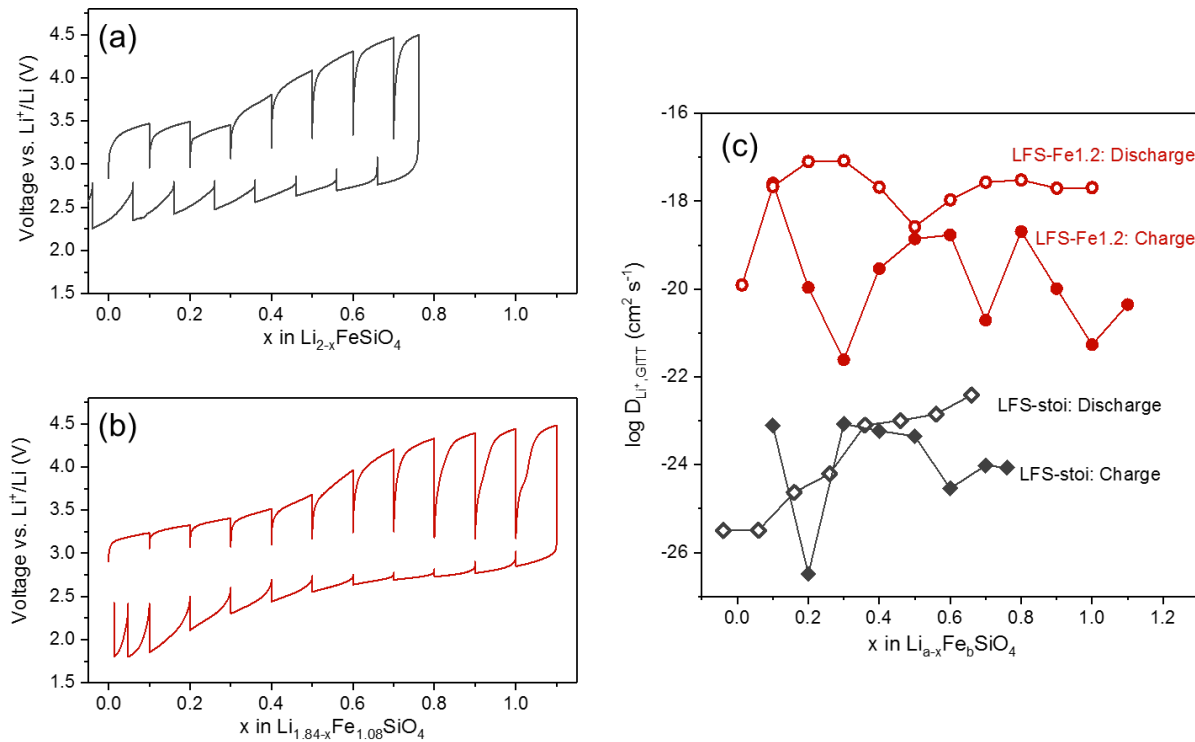 (a)
Voltage vs. Li⁺/Li (V)
4.5
4.0
3.5
3.0
2.5
2.0
1.5
0.0 0.2 0.4 0.6 0.8 1.0
x in Li₂₋ₓFeSiO₄
(b)
Voltage vs. Li⁺/Li (V)
4.5
4.0
3.5
3.0
2.5
2.0
1.5
0.0 0.2 0.4 0.6 0.8 1.0
x in Li₁.₈₄₋ₓFe₁.₀₈SiO₄
(c)
log D_Li⁺,GITT (cm² s⁻¹)
-16
-18
-20
-22
-24
-26
LFS-Fe1.2: Discharge
LFS-Fe1.2: Charge
LFS-stoi: Discharge
LFS-stoi: Charge
0.0 0.2 0.4 0.6 0.8 1.0 1.2
x in Liₐ₋ₓFe_bSiO₄